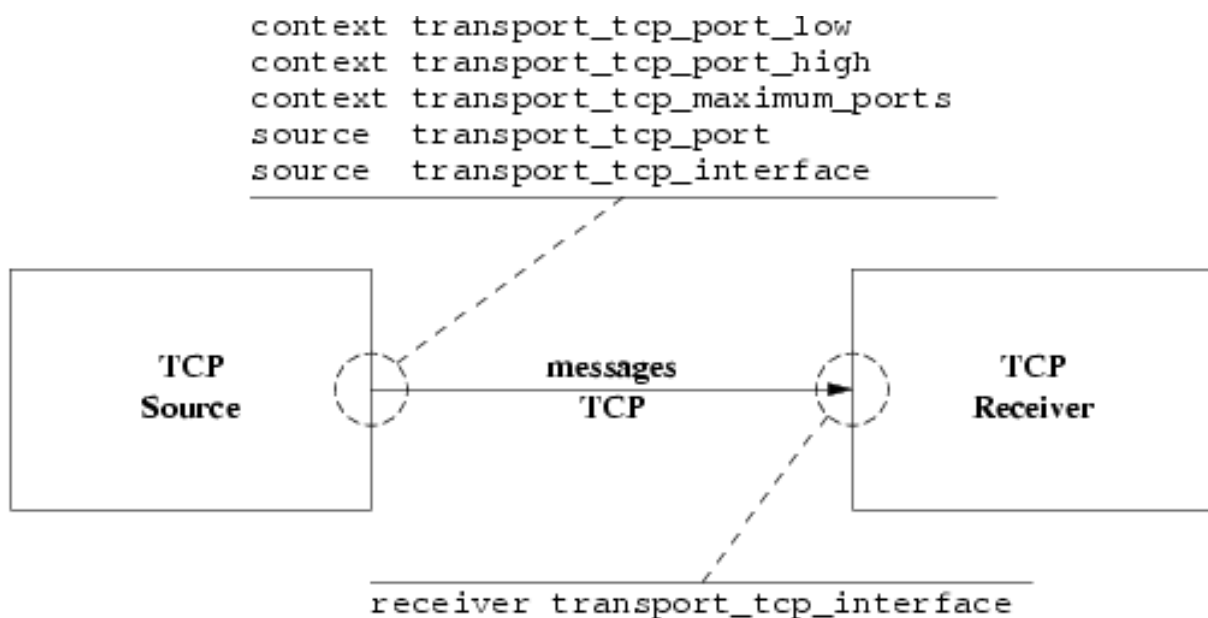 context transport_tcp_port_low
context transport_tcp_port_high
context transport_tcp_maximum_ports
source transport_tcp_port
source transport_tcp_interface
TCP
Source
messages
TCP
TCP
Receiver
receiver transport_tcp_interface